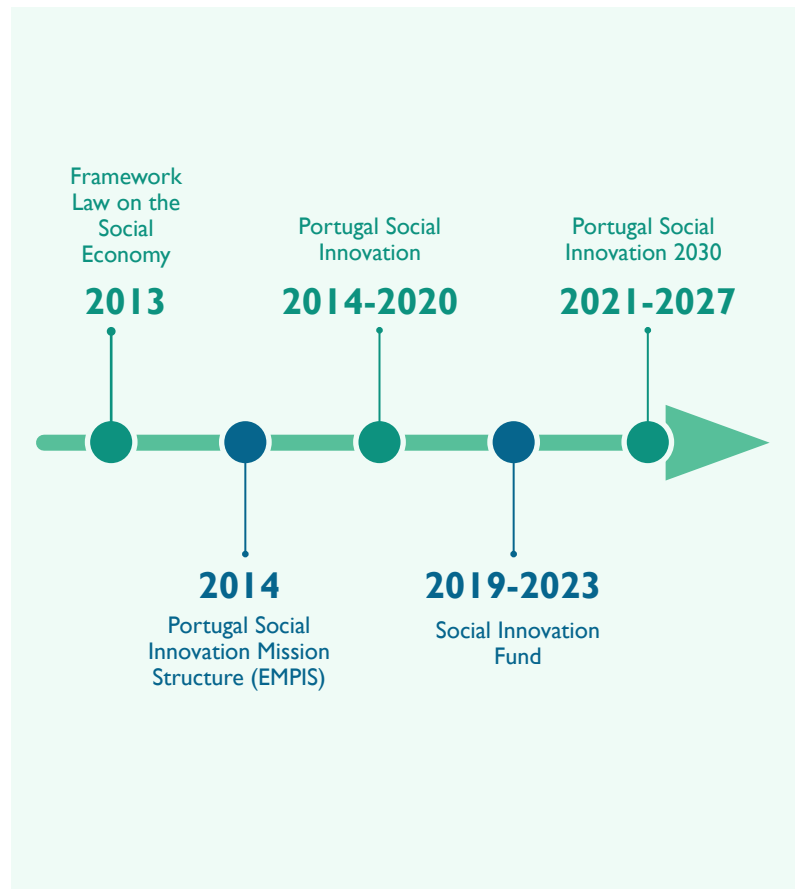 Framework
Law on the
Social
Economy
2013
Portugal Social
Innovation
2014-2020
Portugal Social
Innovation 2030
2021-2027
2014
Portugal Social
Innovation Mission
Structure (EMPIS)
2019-2023
Social Innovation
Fund